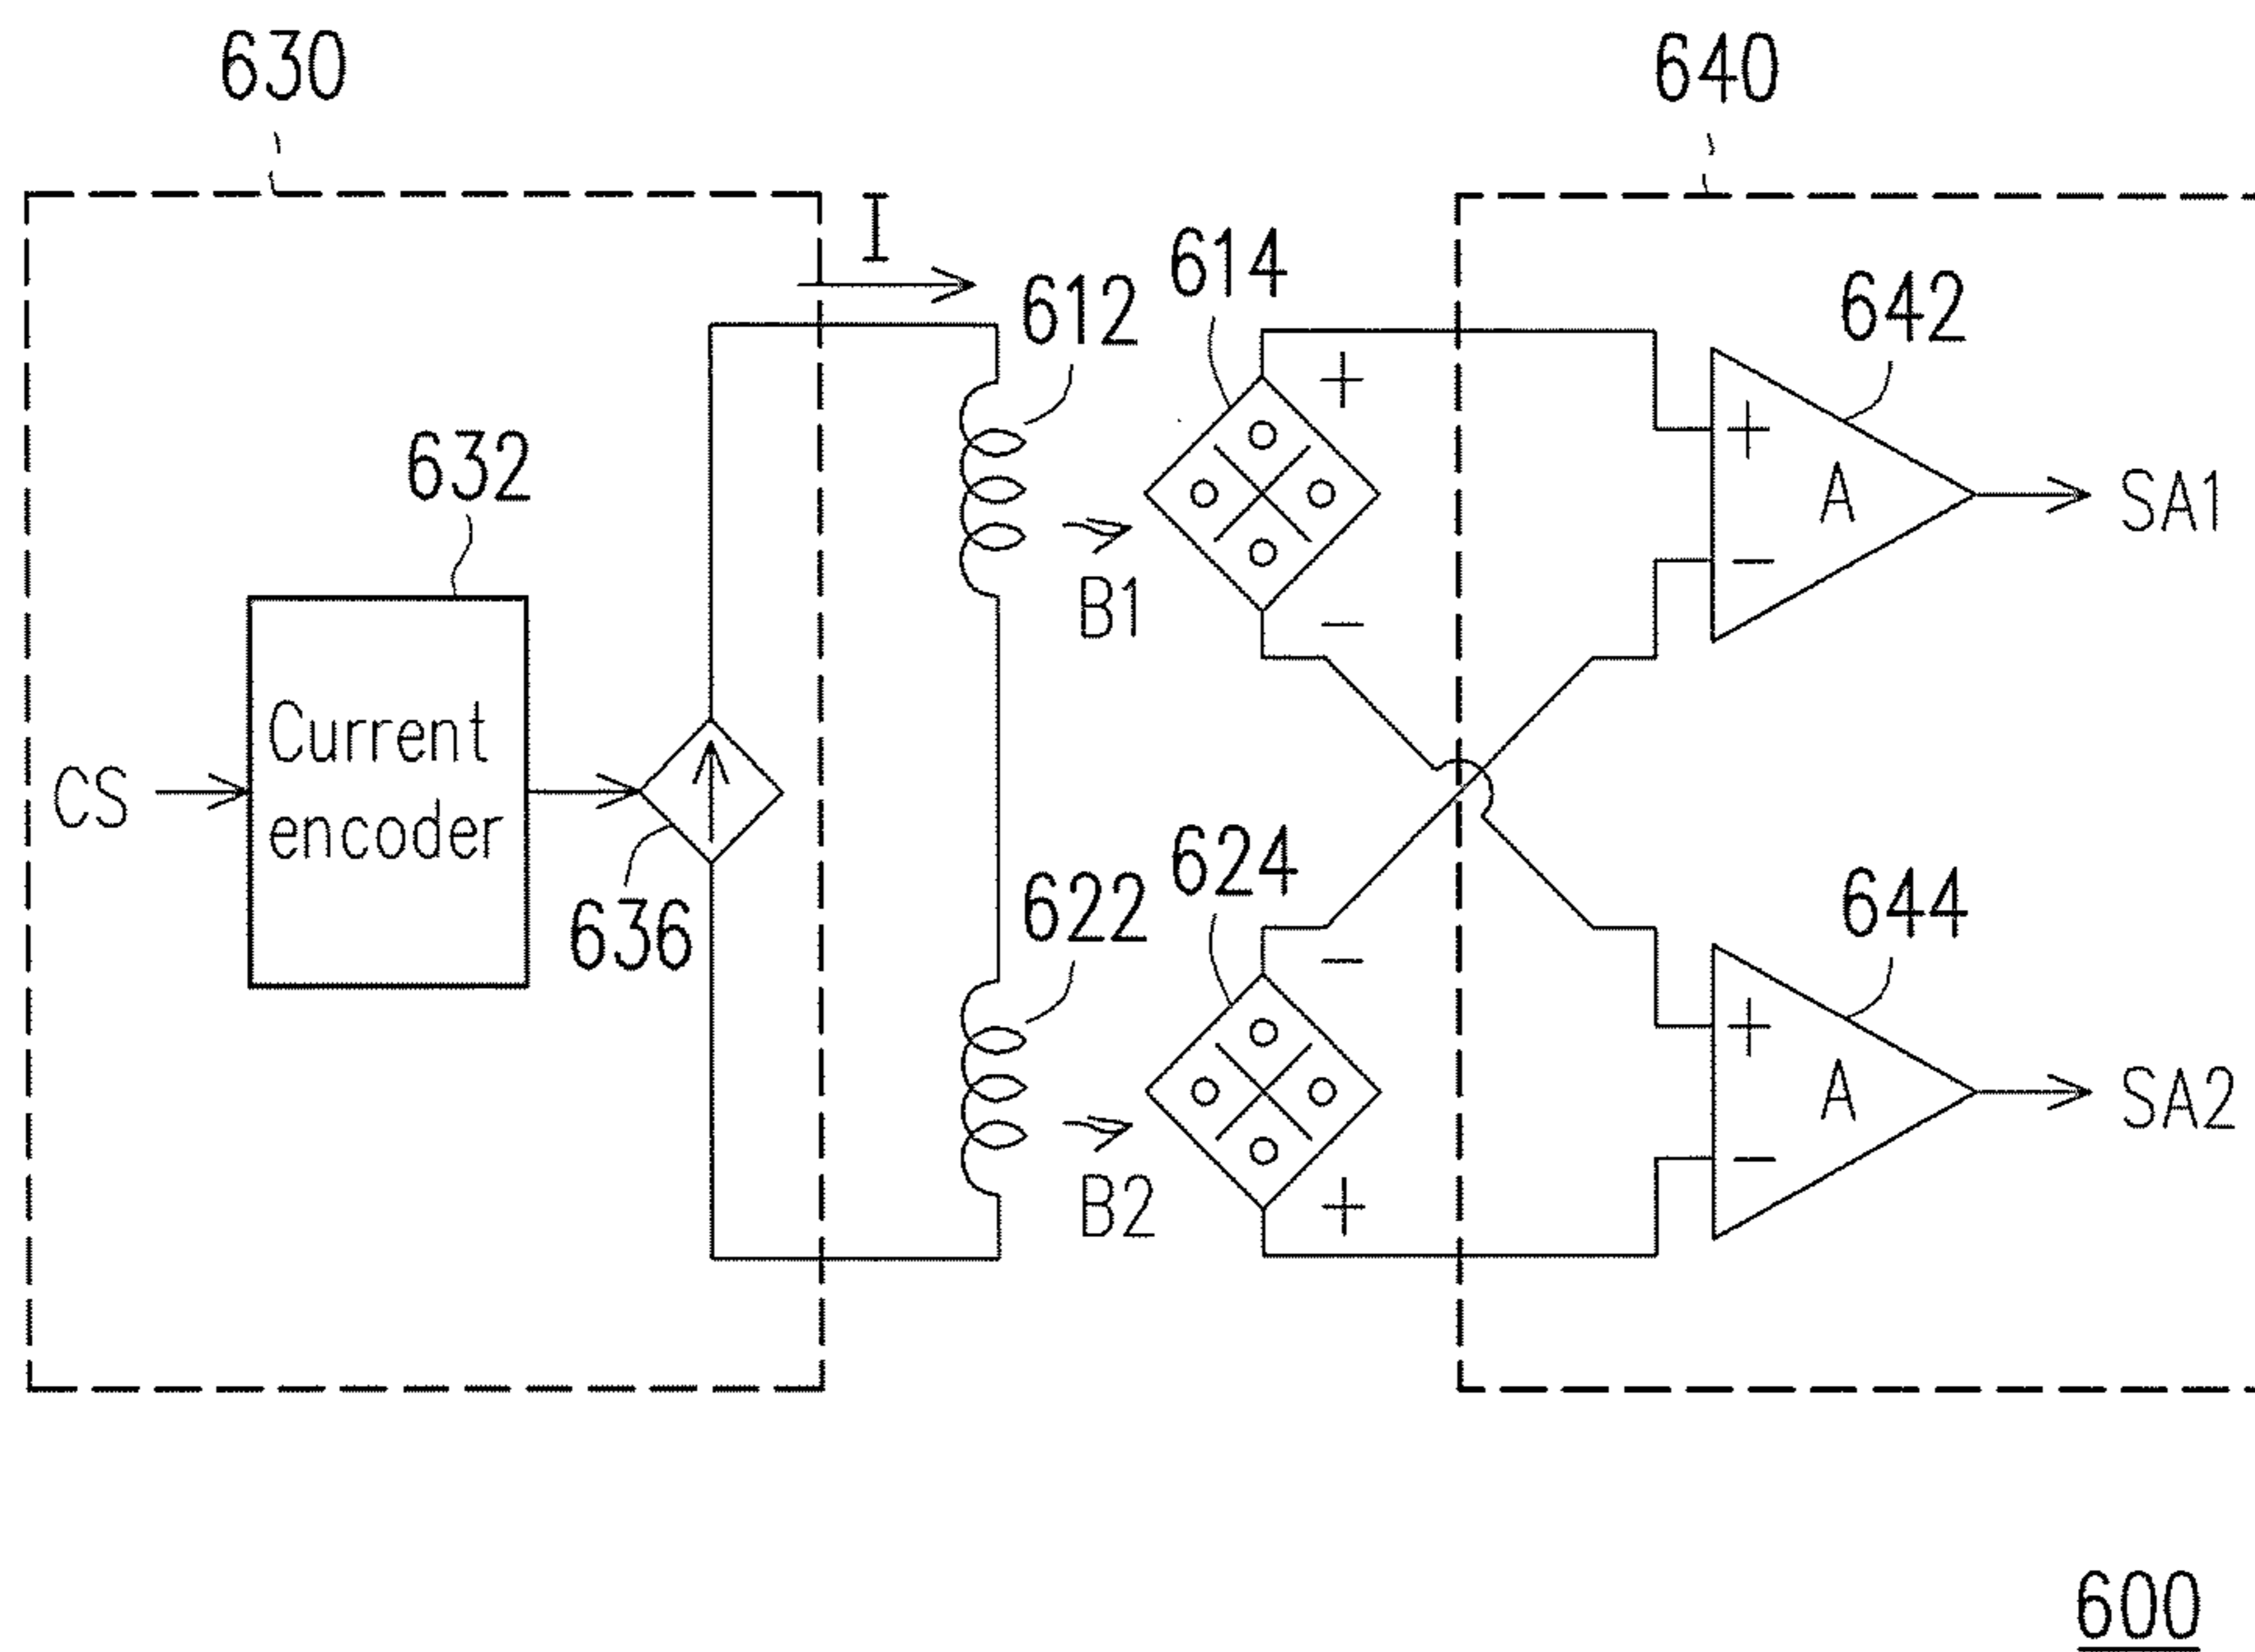 630
640
I
614
612
642
+
+
632
A
SA1
B1
−
−
Current
encoder
CS
636
622
624
644
−
+
A
SA2
−
B2
+
600